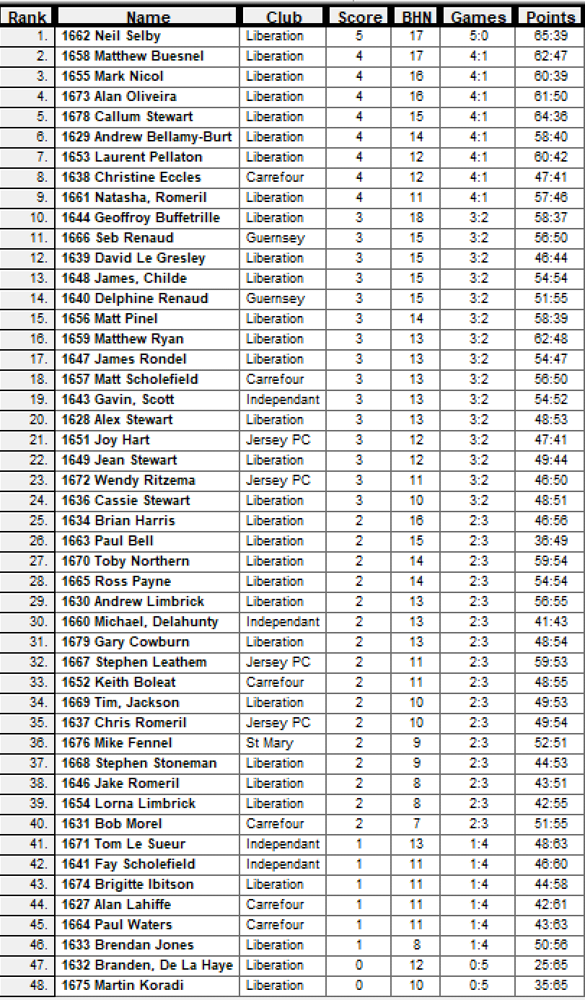 Rank Name Club Score BHN Games Points
1. 1662 Neil Selby Liberation 5 17 5:0 65:39
2. 1658 Matthew Buesnel Liberation 4 17 4:1 62:47
3. 1655 Mark Nicol Liberation 4 16 4:1 60:39
4. 1673 Alan Oliveira Liberation 4 16 4:1 61:50
5. 1678 Callum Stewart Liberation 4 15 4:1 64:36
6. 1629 Andrew Bellamy-Burt Liberation 4 14 4:1 58:40
7. 1653 Laurent Pellaton Liberation 4 12 4:1 60:42
8. 1638 Christine Eccles Carrefour 4 12 4:1 47:41
9. 1661 Natasha, Romeril Liberation 4 11 4:1 57:46
10. 1644 Geoffroy Buffetrille Liberation 3 18 3:2 58:37
11. 1666 Seb Renaud Guernsey 3 15 3:2 56:50
12. 1639 David Le Gresley Liberation 3 15 3:2 46:44
13. 1648 James, Childe Liberation 3 15 3:2 54:54
14. 1640 Delphine Renaud Guernsey 3 15 3:2 51:55
15. 1656 Matt Pinel Liberation 3 14 3:2 58:39
16. 1659 Matthew Ryan Liberation 3 13 3:2 62:48
17. 1647 James Rondel Liberation 3 13 3:2 54:47
18. 1657 Matt Scholefield Carrefour 3 13 3:2 56:50
19. 1643 Gavin, Scott Independant 3 13 3:2 54:52
20. 1628 Alex Stewart Liberation 3 13 3:2 48:53
21. 1651 Joy Hart Jersey PC 3 12 3:2 47:41
22. 1649 Jean Stewart Liberation 3 12 3:2 49:44
23. 1672 Wendy Ritzema Jersey PC 3 11 3:2 46:50
24. 1636 Cassie Stewart Liberation 3 10 3:2 48:51
25. 1634 Brian Harris Liberation 2 16 2:3 46:56
26. 1663 Paul Bell Liberation 2 15 2:3 36:49
27. 1670 Toby Northern Liberation 2 14 2:3 59:54
28. 1665 Ross Payne Liberation 2 14 2:3 54:54
29. 1630 Andrew Limbrick Liberation 2 13 2:3 56:55
30. 1660 Michael, Delahunty Independant 2 13 2:3 41:43
31. 1679 Gary Cowburn Liberation 2 13 2:3 48:54
32. 1667 Stephen Leathem Jersey PC 2 11 2:3 59:53
33. 1652 Keith Boleat Carrefour 2 11 2:3 48:55
34. 1669 Tim, Jackson Liberation 2 10 2:3 49:53
35. 1637 Chris Romeril Jersey PC 2 10 2:3 49:54
36. 1676 Mike Fennel St Mary 2 9 2:3 52:51
37. 1668 Stephen Stoneman Liberation 2 9 2:3 44:53
38. 1646 Jake Romeril Liberation 2 8 2:3 43:51
39. 1654 Lorna Limbrick Liberation 2 8 2:3 42:55
40. 1631 Bob Morel Carrefour 2 7 2:3 51:55
41. 1671 Tom Le Sueur Independant 1 13 1:4 48:63
42. 1641 Fay Scholefield Independant 1 11 1:4 46:60
43. 1674 Brigitte Ibitson Liberation 1 11 1:4 44:58
44. 1627 Alan Lahiffe Carrefour 1 11 1:4 42:61
45. 1664 Paul Waters Carrefour 1 11 1:4 43:63
46. 1633 Brendan Jones Liberation 1 8 1:4 50:56
47. 1632 Branden, De La Haye Liberation 0 12 0:5 25:65
48. 1675 Martin Koradi Liberation 0 10 0:5 35:65